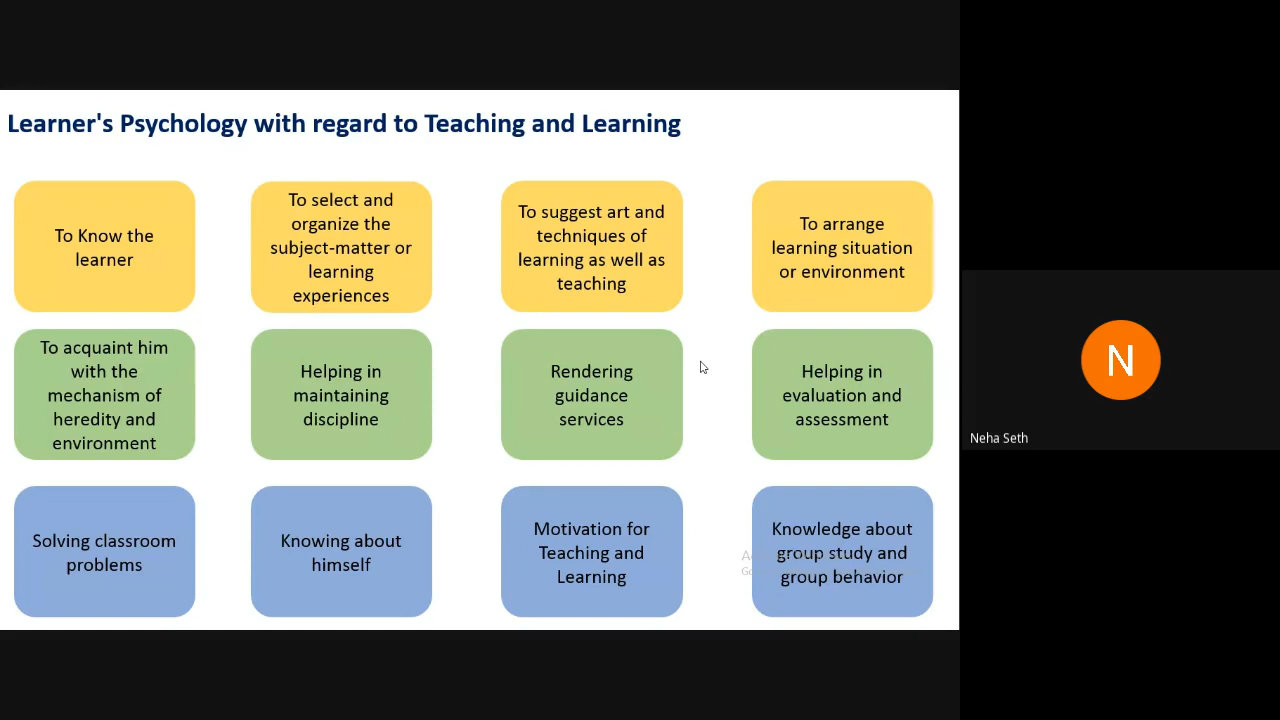 Learner's Psychology with regard to Teaching and Learning
To Know the
learner
To select and
organize the
subject-matter or
learning
experiences
To suggest art and
techniques of
learning as well as
teaching
To arrange
learning situation
or environment
To acquaint him
with the
mechanism of
heredity and
environment
Helping in
maintaining
discipline
Rendering
guidance
services
Helping in
evaluation and
assessment
Solving classroom
problems
Knowing about
himself
Motivation for
Teaching and
Learning
Knowledge about
group study and
group behavior
N
Neha Seth